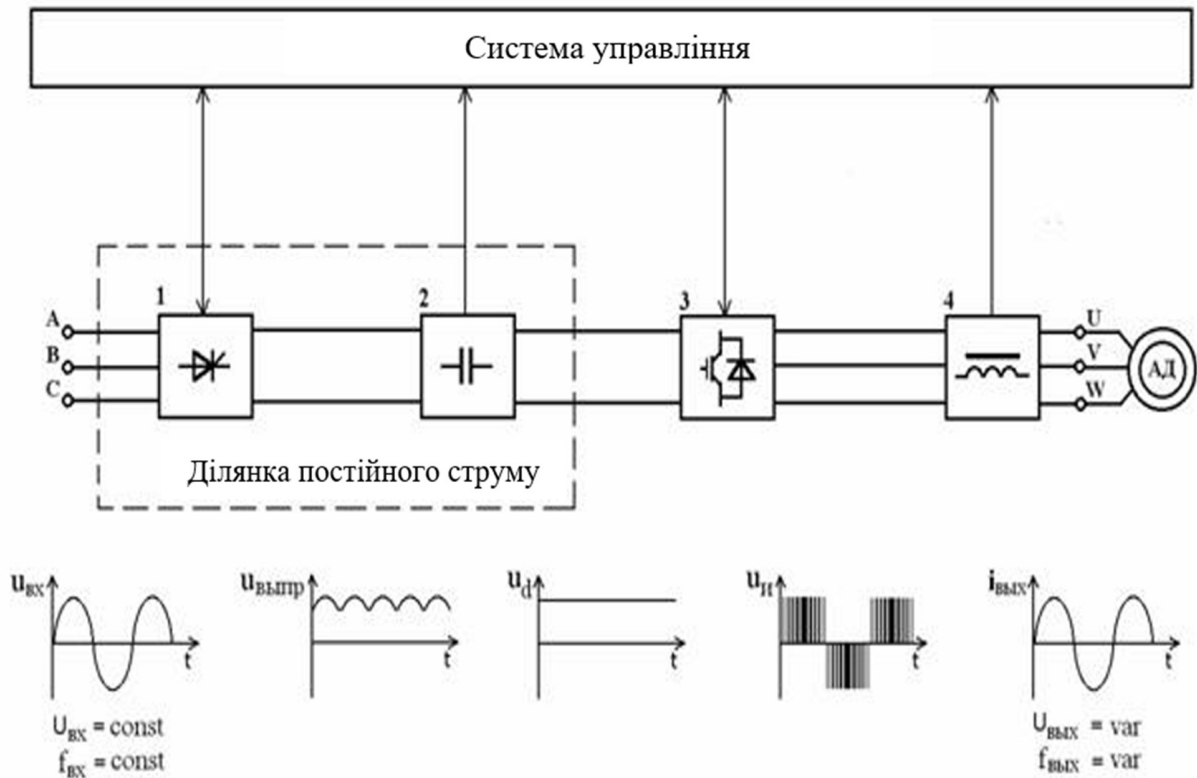 Система управління
1
2
3
4
A
B
C
U
V
W
АД
Ділянка постійного струму
uвх
t
uвыпр
t
ud
t
uи
t
iвых
t
Uвх = const
fвх = const
Uвых = var
fвых = var